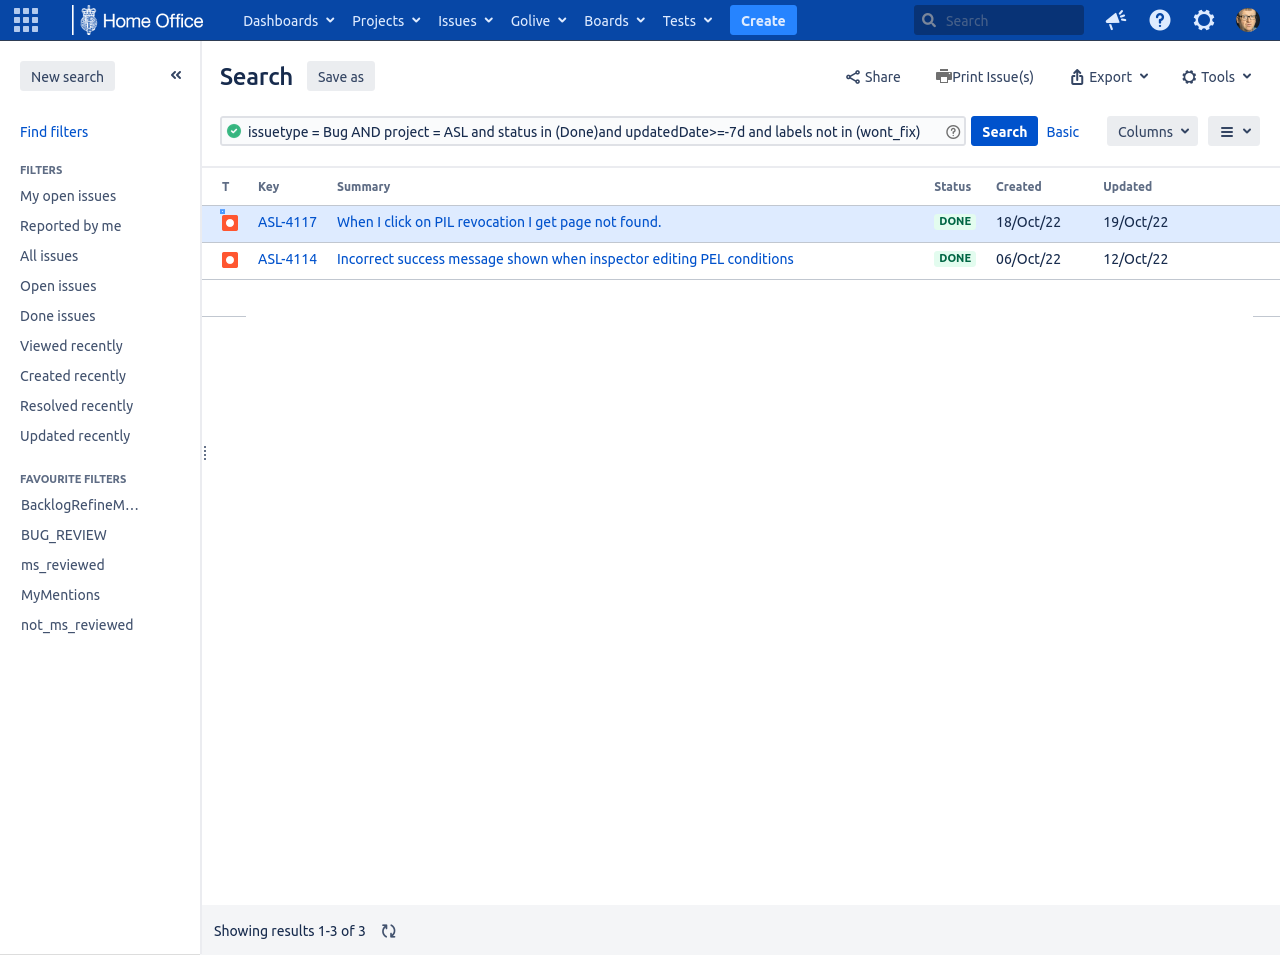 Home Office Dashboards Projects Issues Golive Boards Tests Create Search
New search
Search Save as Share Print Issue(s) Export Tools
Find filters
issuetype = Bug AND project = ASL and status in (Done)and updatedDate>=-7d and labels not in (wont_fix) Search Basic Columns
FILTERS
My open issues
Reported by me
All issues
Open issues
Done issues
Viewed recently
Created recently
Resolved recently
Updated recently
FAVOURITE FILTERS
BacklogRefineM...
BUG_REVIEW
ms_reviewed
MyMentions
not_ms_reviewed
T Key Summary Status Created Updated
ASL-4117 When I click on PIL revocation I get page not found. DONE 18/Oct/22 19/Oct/22
ASL-4114 Incorrect success message shown when inspector editing PEL conditions DONE 06/Oct/22 12/Oct/22
Showing results 1-3 of 3